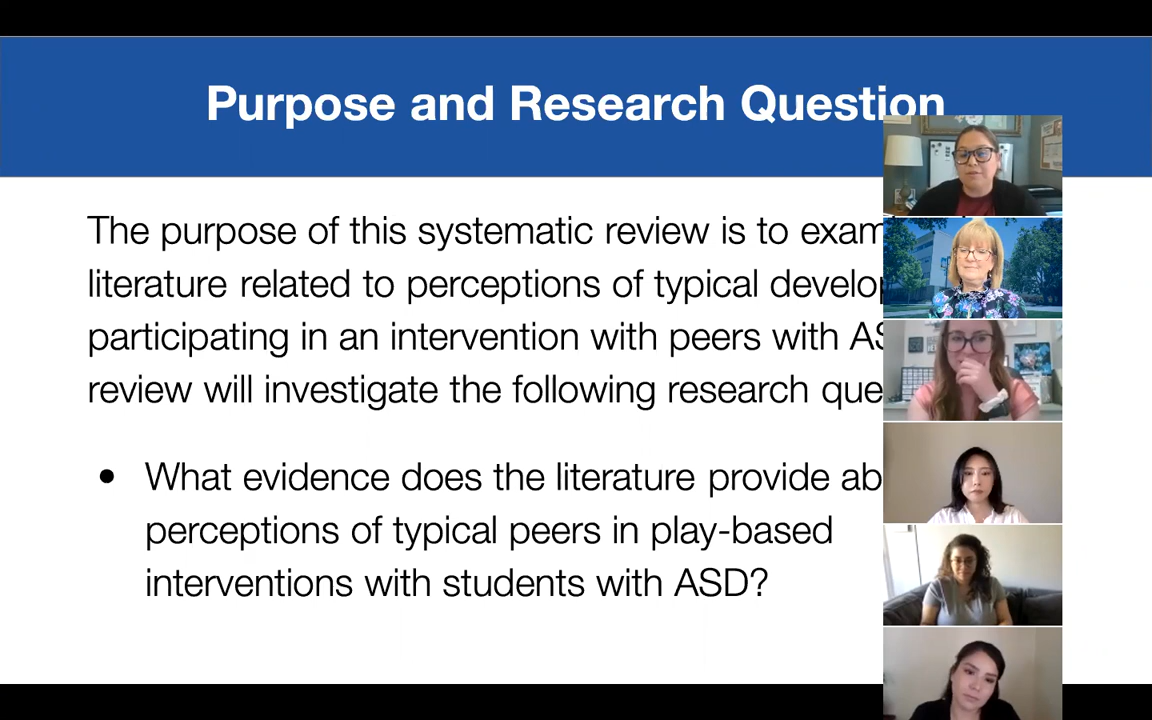 Purpose and Research Question
The purpose of this systematic review is to exam
literature related to perceptions of typical develop
participating in an intervention with peers with AS
review will investigate the following research que
• What evidence does the literature provide ab
perceptions of typical peers in play-based
interventions with students with ASD?